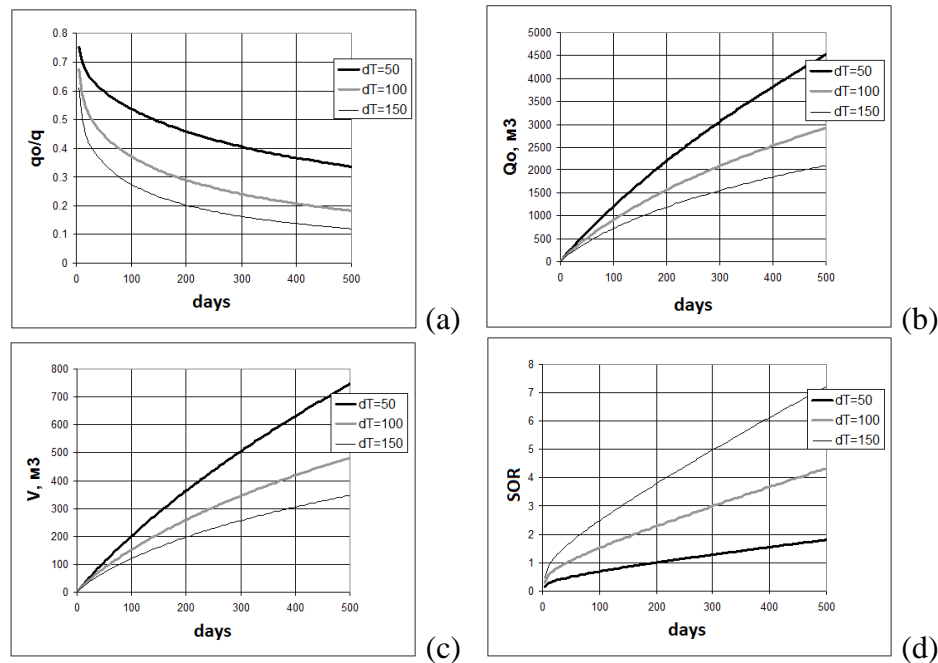 0.8
0.7
0.6
0.5
0.4
0.3
0.2
0.1
0
qo/q
0 100 200 300 400 500
days
dT=50
dT=100
dT=150
(a)
5000
4500
4000
3500
3000
2500
2000
1500
1000
500
0
Qo, м3
0 100 200 300 400 500
days
dT=50
dT=100
dT=150
(b)
800
700
600
500
400
300
200
100
0
V, м3
0 100 200 300 400 500
days
dT=50
dT=100
dT=150
(c)
8
7
6
5
4
3
2
1
0
SOR
0 100 200 300 400 500
days
dT=50
dT=100
dT=150
(d)